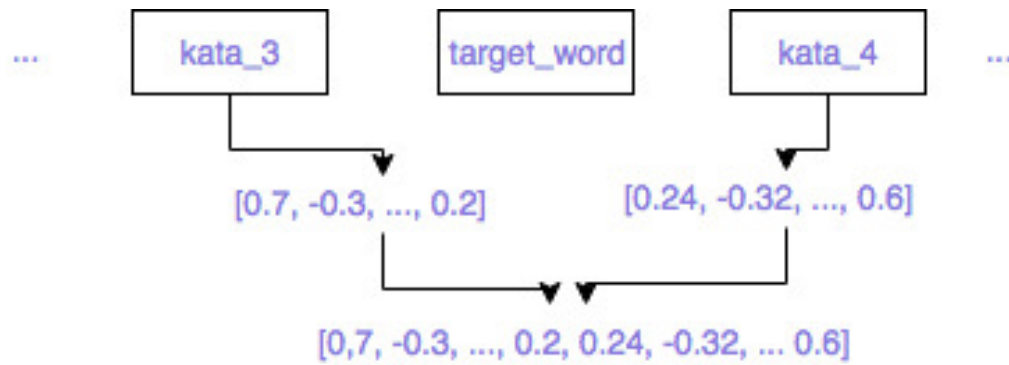 ... kata_3 target_word kata_4 ...
[0.7, -0.3, ..., 0.2] [0.24, -0.32, ..., 0.6]
[0,7, -0.3, ..., 0.2, 0.24, -0.32, ... 0.6]